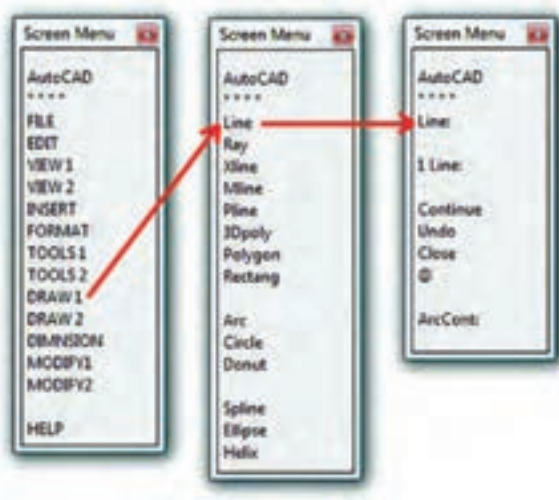 Screen Menu
AutoCAD
* * * *
FILE
EDIT
VIEW 1
VIEW 2
INSERT
FORMAT
TOOLS 1
TOOLS 2
DRAW 1
DRAW 2
DIMNSION
MODIFY1
MODIFY2
HELP
Screen Menu
AutoCAD
* * * *
Line
Ray
Xline
Mline
Pline
3Dpoly
Polygon
Rectang
Arc
Circle
Donut
Spline
Ellipse
Helix
Screen Menu
AutoCAD
* * * *
Line:
1 Line:
Continue
Undo
Close
@
ArcCont: